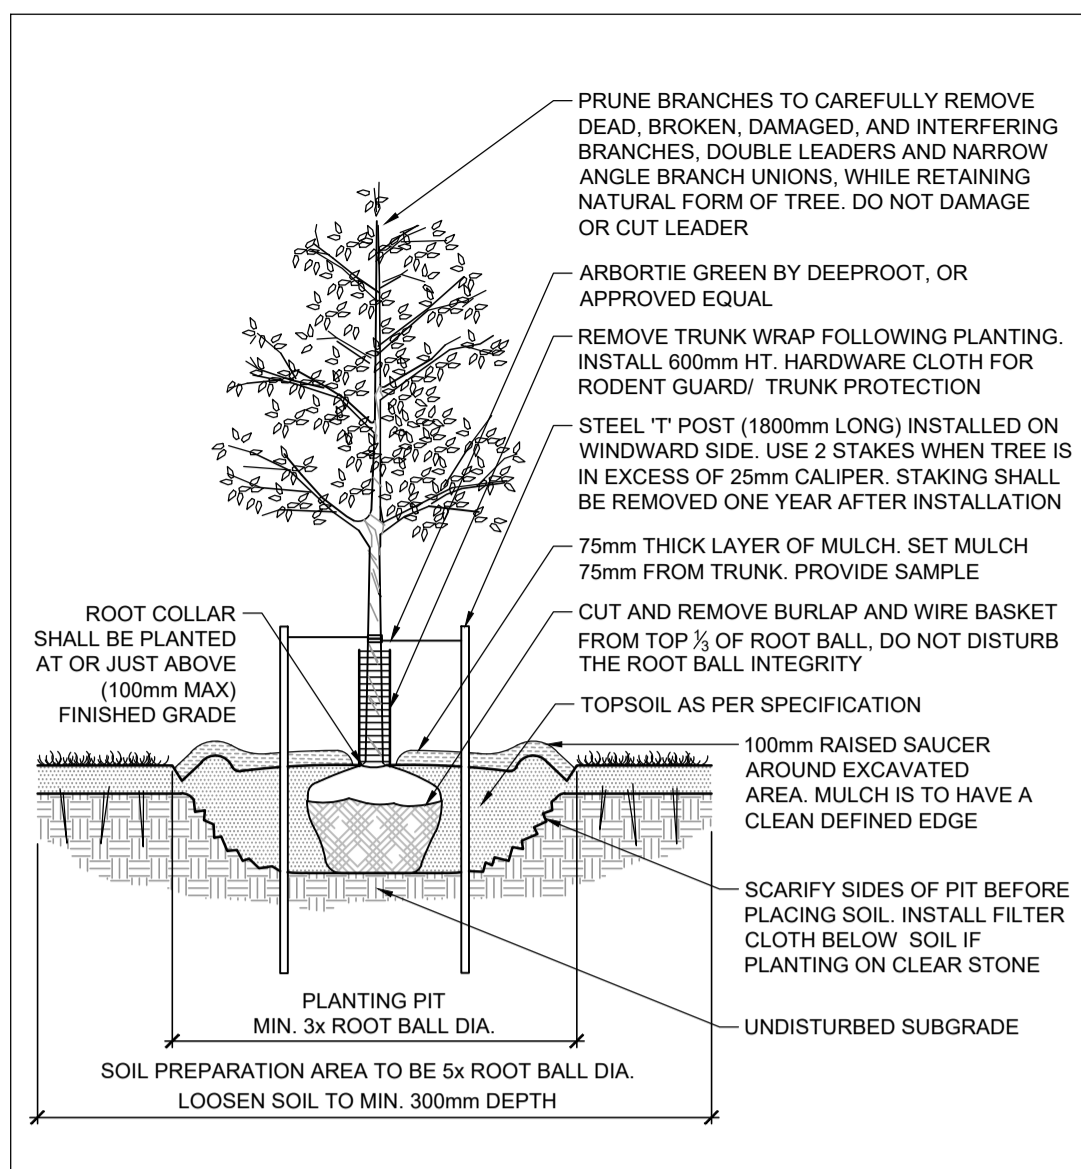 PRUNE BRANCHES TO CAREFULLY REMOVE
DEAD, BROKEN, DAMAGED, AND INTERFERING
BRANCHES, DOUBLE LEADERS AND NARROW
ANGLE BRANCH UNIONS, WHILE RETAINING
NATURAL FORM OF TREE. DO NOT DAMAGE
OR CUT LEADER
ARBORTIE GREEN BY DEEPROOT, OR
APPROVED EQUAL
REMOVE TRUNK WRAP FOLLOWING PLANTING.
INSTALL 600mm HT. HARDWARE CLOTH FOR
RODENT GUARD/ TRUNK PROTECTION
STEEL 'T' POST (1800mm LONG) INSTALLED ON
WINDWARD SIDE. USE 2 STAKES WHEN TREE IS
IN EXCESS OF 25mm CALIPER. STAKING SHALL
BE REMOVED ONE YEAR AFTER INSTALLATION
75mm THICK LAYER OF MULCH. SET MULCH
75mm FROM TRUNK. PROVIDE SAMPLE
CUT AND REMOVE BURLAP AND WIRE BASKET
FROM TOP ⅓ OF ROOT BALL, DO NOT DISTURB
THE ROOT BALL INTEGRITY
ROOT COLLAR
SHALL BE PLANTED
AT OR JUST ABOVE
(100mm MAX)
FINISHED GRADE
TOPSOIL AS PER SPECIFICATION
100mm RAISED SAUCER
AROUND EXCAVATED
AREA. MULCH IS TO HAVE A
CLEAN DEFINED EDGE
SCARIFY SIDES OF PIT BEFORE
PLACING SOIL. INSTALL FILTER
CLOTH BELOW SOIL IF
PLANTING ON CLEAR STONE
UNDISTURBED SUBGRADE
PLANTING PIT
MIN. 3x ROOT BALL DIA.
SOIL PREPARATION AREA TO BE 5x ROOT BALL DIA.
LOOSEN SOIL TO MIN. 300mm DEPTH